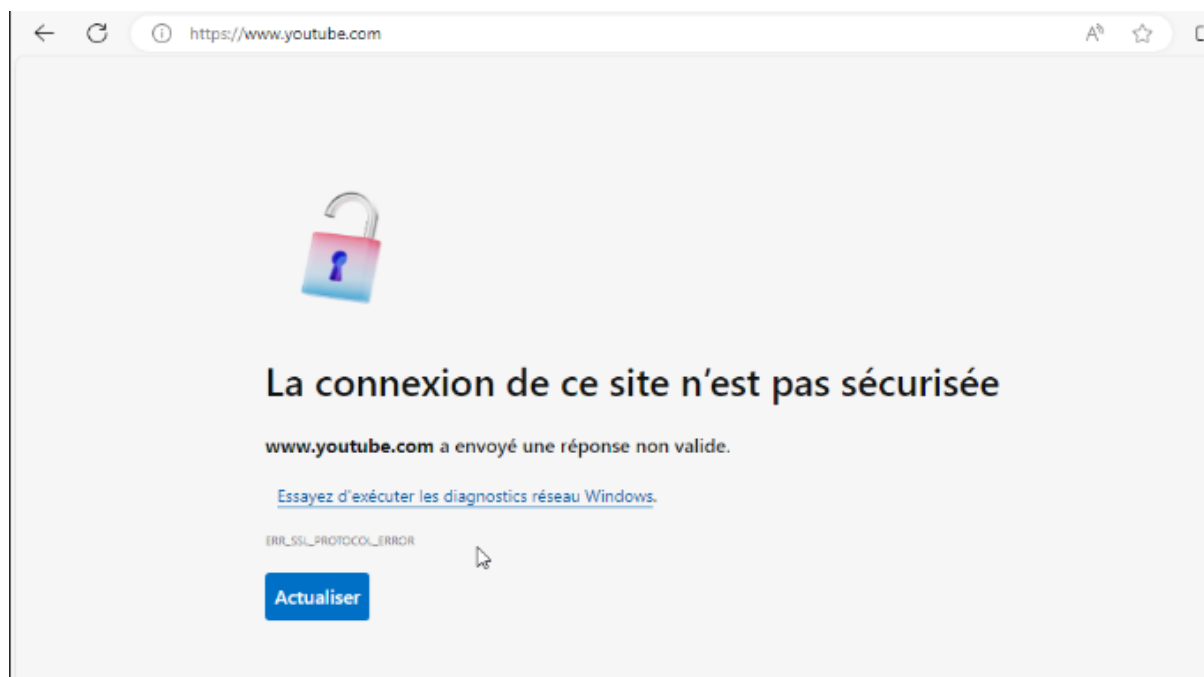 https://www.youtube.com
La connexion de ce site n’est pas sécurisée
www.youtube.com a envoyé une réponse non valide.
Essayez d'exécuter les diagnostics réseau Windows.
ERR_SSL_PROTOCOL_ERROR
Actualiser